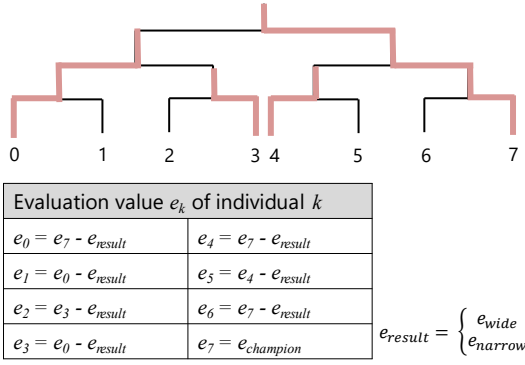 0 1 2 3 4 5 6 7
Evaluation value e_k of individual k
e_0 = e_7 - e_result e_4 = e_7 - e_result
e_1 = e_0 - e_result e_5 = e_4 - e_result
e_2 = e_3 - e_result e_6 = e_7 - e_result
e_3 = e_0 - e_result e_7 = e_champion
e_result = { e_wide
e_narrow